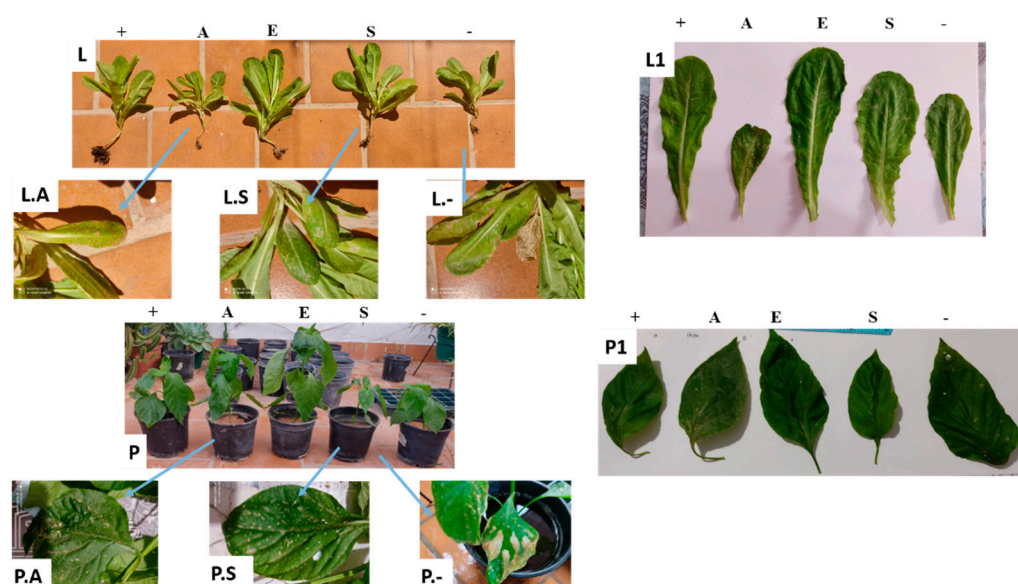 + A E S -
L
+ A E S -
L1
L.A
L.S
L.-
+ A E S -
P
+ A E S -
P1
P.A
P.S
P.-